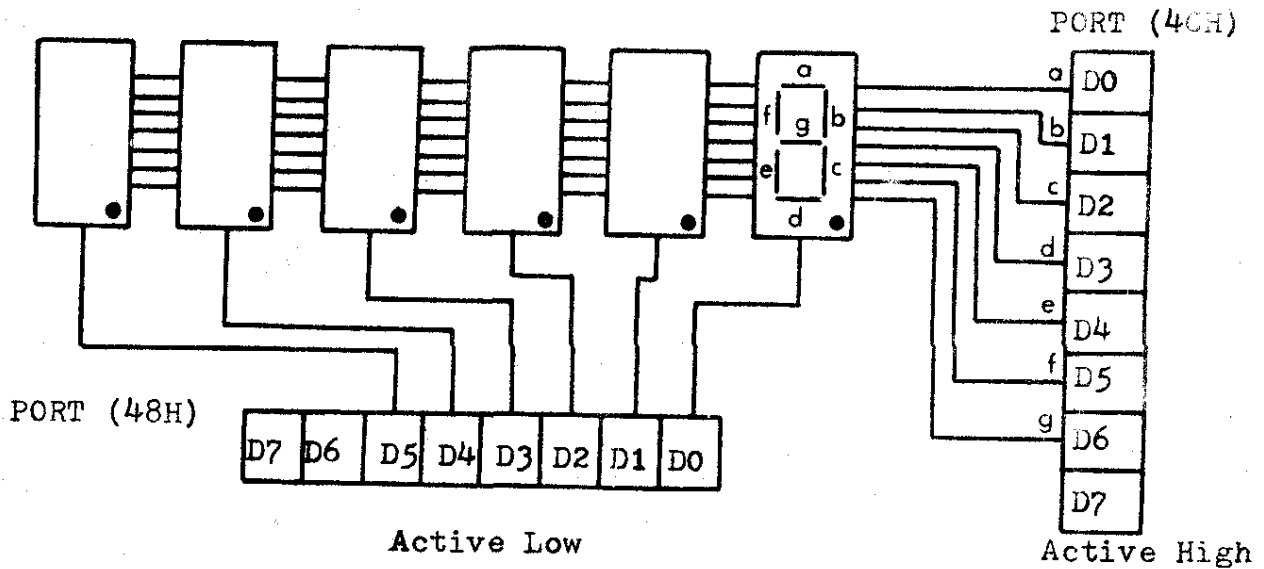 PORT (4CH)
a
b
c
d
e
f
g
a
b
c
d
e
f
g
D0
D1
D2
D3
D4
D5
D6
D7
Active High
PORT (48H)
D7 D6 D5 D4 D3 D2 D1 D0
Active Low